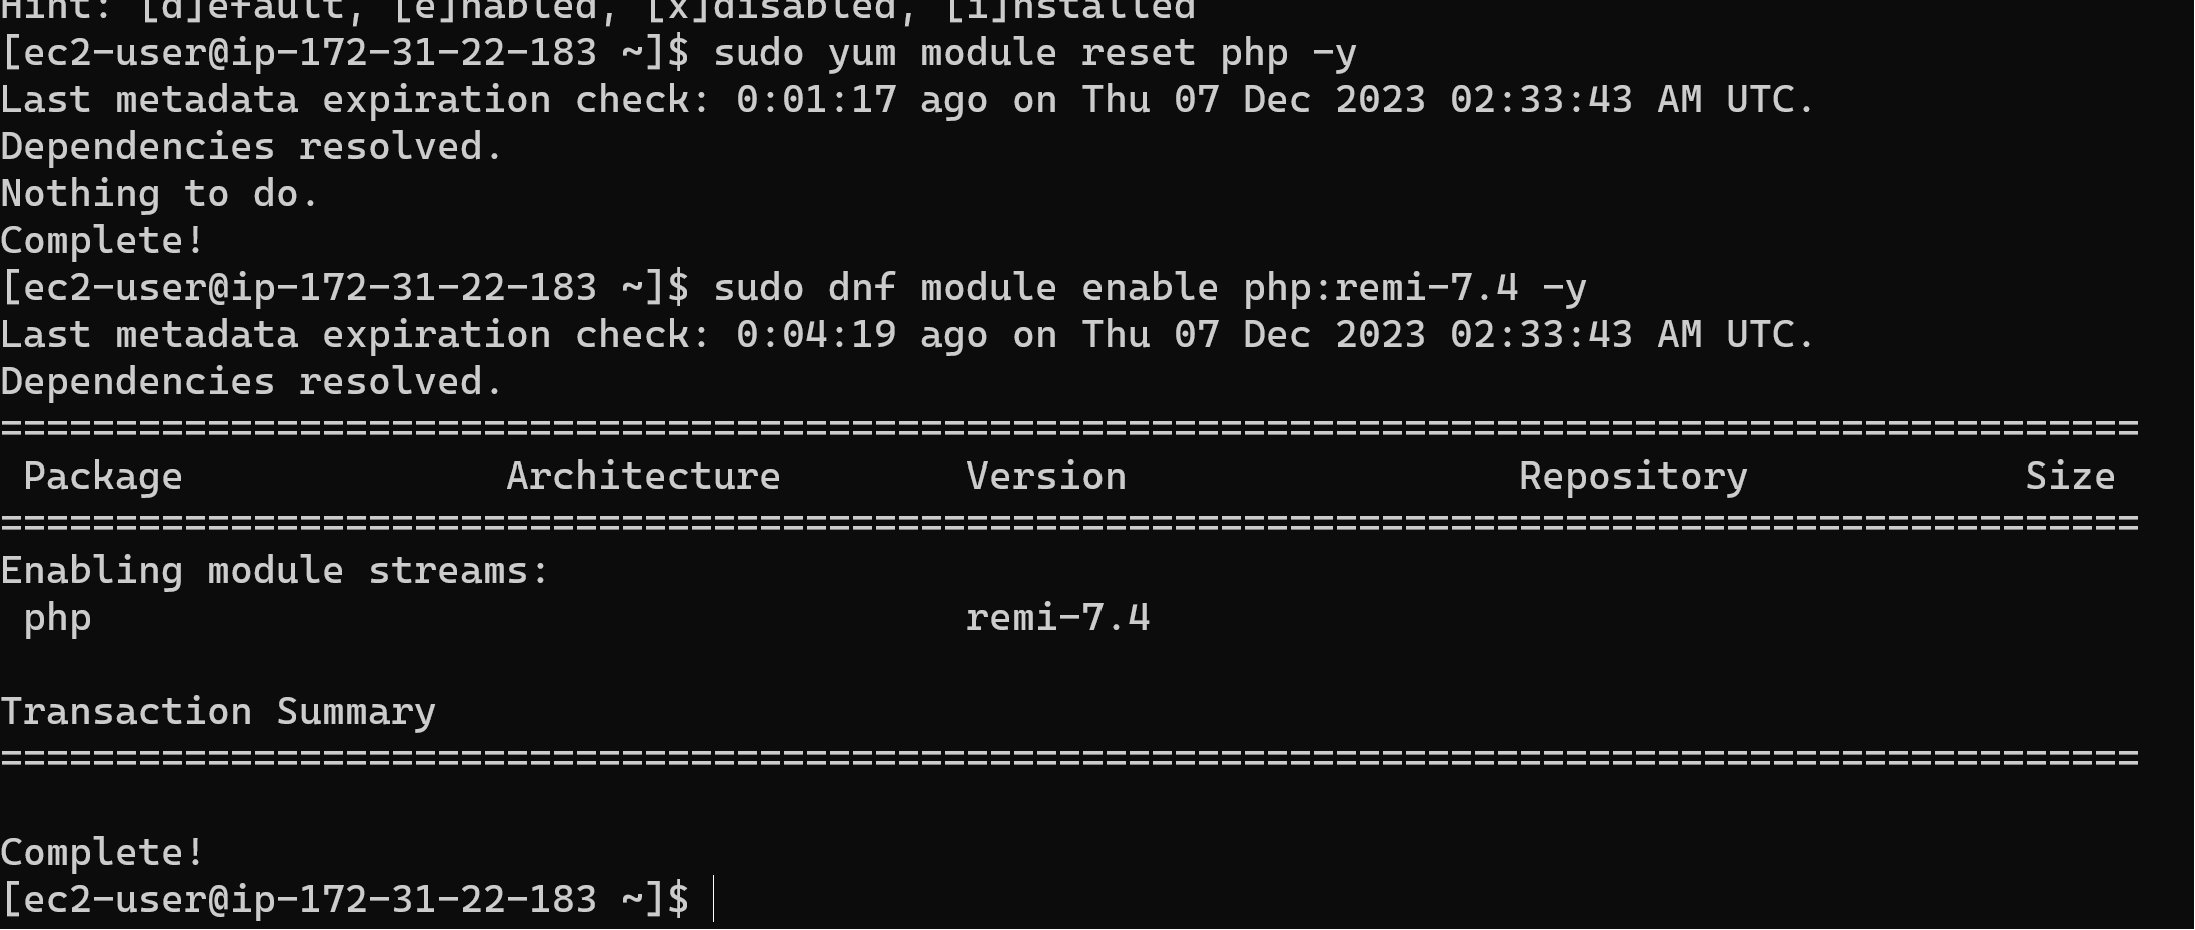 Hint: [d]efault, [e]nabled, [x]disabled, [i]nstalled
[ec2-user@ip-172-31-22-183 ~]$ sudo yum module reset php -y
Last metadata expiration check: 0:01:17 ago on Thu 07 Dec 2023 02:33:43 AM UTC.
Dependencies resolved.
Nothing to do.
Complete!
[ec2-user@ip-172-31-22-183 ~]$ sudo dnf module enable php:remi-7.4 -y
Last metadata expiration check: 0:04:19 ago on Thu 07 Dec 2023 02:33:43 AM UTC.
Dependencies resolved.
=============================================================================================
 Package              Architecture        Version                 Repository            Size
=============================================================================================
Enabling module streams:
 php                                      remi-7.4

Transaction Summary
=============================================================================================

Complete!
[ec2-user@ip-172-31-22-183 ~]$